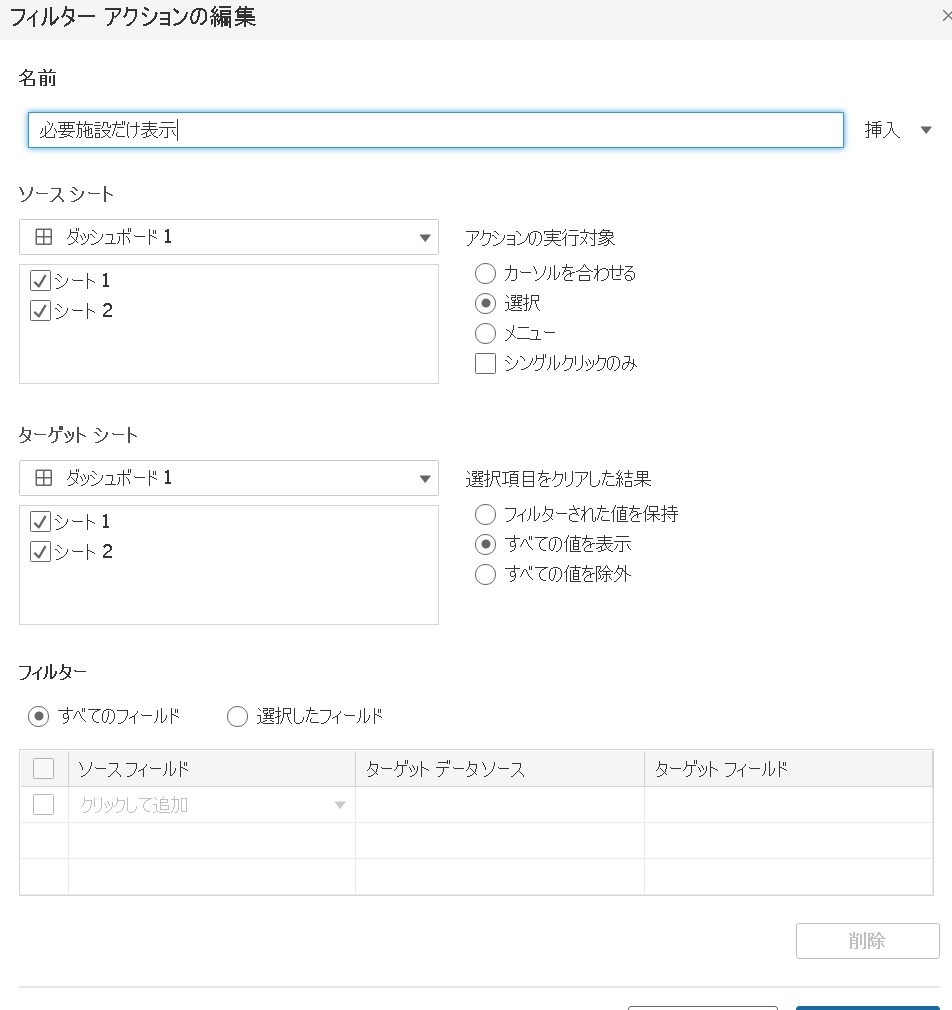 フィルター アクションの編集
名前
必要施設だけ表示
挿入
ソース シート
ダッシュボード 1
アクションの実行対象
シート 1
カーソルを合わせる
シート 2
選択
メニュー
シングルクリックのみ
ターゲット シート
ダッシュボード 1
選択項目をクリアした結果
シート 1
フィルターされた値を保持
シート 2
すべての値を表示
すべての値を除外
フィルター
すべてのフィールド 選択したフィールド
ソース フィールド ターゲット データ ソース ターゲット フィールド
クリックして追加
削除